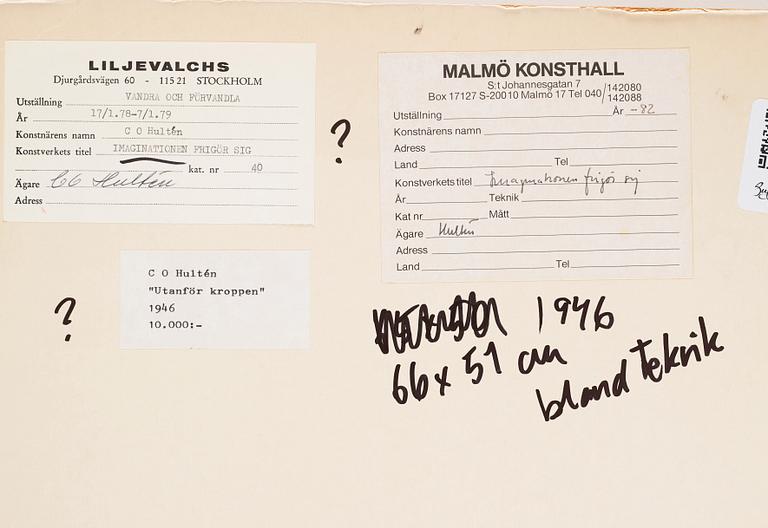 LILJEVALCHS
Djurgårdsvägen 60 - 115 21 STOCKHOLM
Utställning VANDRA OCH FÖRVANDLA
År 17/1.78-7/1.79
Konstnärens namn C O Hultén
Konstverkets titel IMAGINATIONEN FRIGÖR SIG
kat. nr 40
Ägare CO Hultén
Adress
?
MALMÖ KONSTHALL
S:t Johannesgatan 7
Box 17127 S-200 10 Malmö 17 Tel 040/142080
142088
Utställning År -82
Konstnärens namn
Adress
Land Tel
Konstverkets titel Imaginationen frigör sig
År Teknik
Kat nr Mått
Ägare Hultén
Adress
Land Tel
?
C O Hultén
"Utanför kroppen"
1946
10.000:-
1946
66 x 51 cm
bland teknik